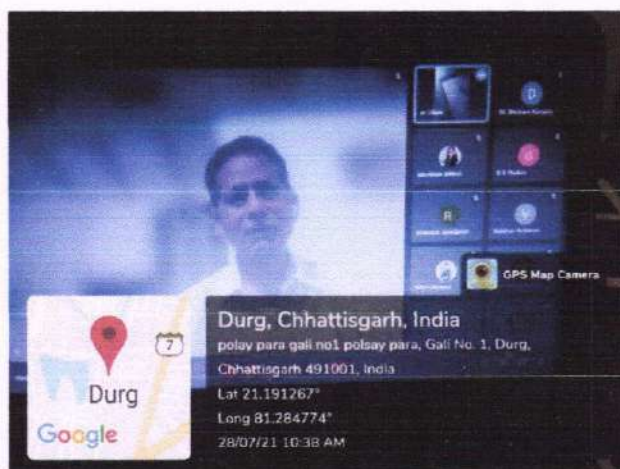 D
R
GPS Map Camera
7
Durg
Google
Durg, Chhattisgarh, India
polay para gali no1 polsay para, Gali No. 1, Durg,
Chhattisgarh 491001, India
Lat 21.191267°
Long 81.284774°
28/07/21 10:38 AM